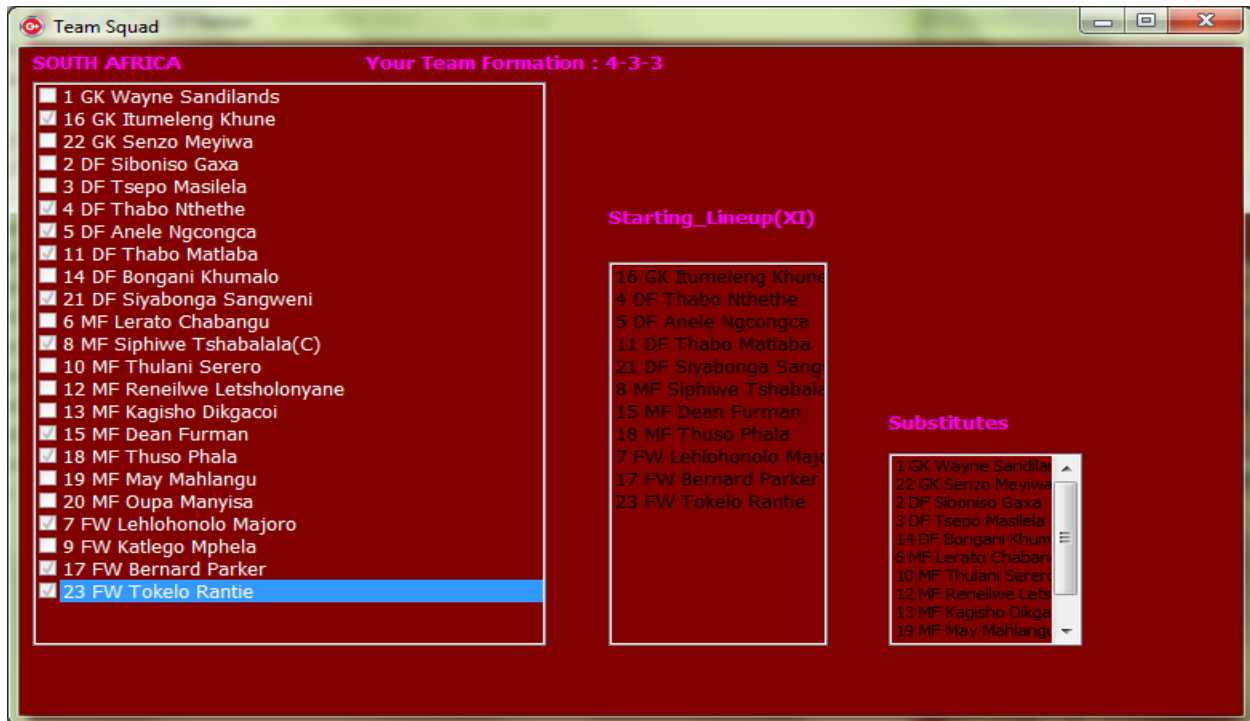 Team Squad
SOUTH AFRICA
Your Team Formation : 4-3-3
1 GK Wayne Sandilands
16 GK Itumeleng Khune
22 GK Senzo Meyiwa
2 DF Siboniso Gaxa
3 DF Tsepo Masilela
4 DF Thabo Nthethe
5 DF Anele Ngcongca
11 DF Thabo Matlaba
14 DF Bongani Khumalo
21 DF Siyabonga Sangweni
6 MF Lerato Chabangu
8 MF Siphiwe Tshabalala(C)
10 MF Thulani Serero
12 MF Reneilwe Letsholonyane
13 MF Kagisho Dikgacoi
15 MF Dean Furman
18 MF Thuso Phala
19 MF May Mahlangu
20 MF Oupa Manyisa
7 FW Lehlohonolo Majoro
9 FW Katlego Mphela
17 FW Bernard Parker
23 FW Tokelo Rantie
Starting_Lineup(XI)
16 GK Itumeleng Khune
4 DF Thabo Nthethe
5 DF Anele Ngcongca
11 DF Thabo Matlaba
21 DF Siyabonga Sang
8 MF Siphiwe Tshabala
15 MF Dean Furman
18 MF Thuso Phala
7 FW Lehlohonolo Majo
17 FW Bernard Parker
23 FW Tokelo Rantie
Substitutes
1 GK Wayne Sandila
22 GK Senzo Meyiwa
2 DF Siboniso Gaxa
3 DF Tsepo Masilela
14 DF Bongani Khum
6 MF Lerato Chaban
10 MF Thulani Serero
12 MF Reneilwe Lets
13 MF Kagisho Dikga
19 MF May Mahlangu